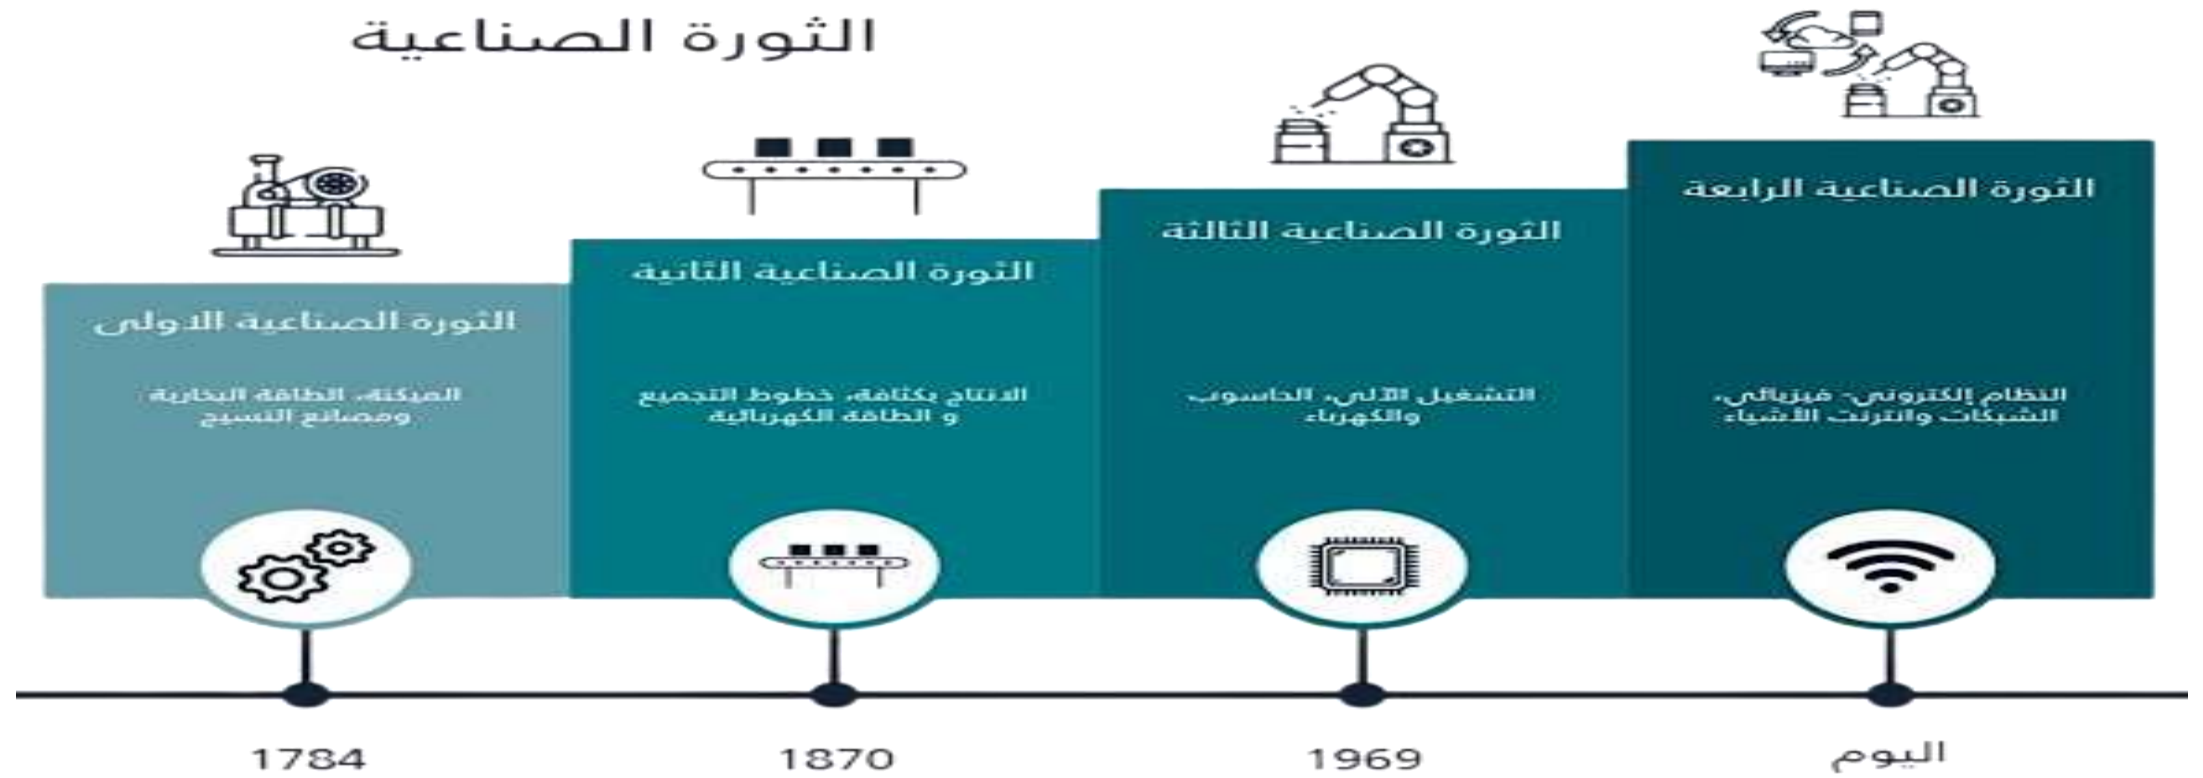 الثورة الصناعية
الثورة الصناعية الاولى
الميكنة، الطاقة البخارية
ومصانع النسيج
1784
الثورة الصناعية الثانية
الانتاج بكثافة، خطوط التجميع
و الطاقة الكهربائية
1870
الثورة الصناعية الثالثة
التشغيل الآلي، الحاسوب
والكهرباء
1969
الثورة الصناعية الرابعة
النظام إلكتروني- فيزيائي،
الشبكات وانترنت الأشياء
اليوم